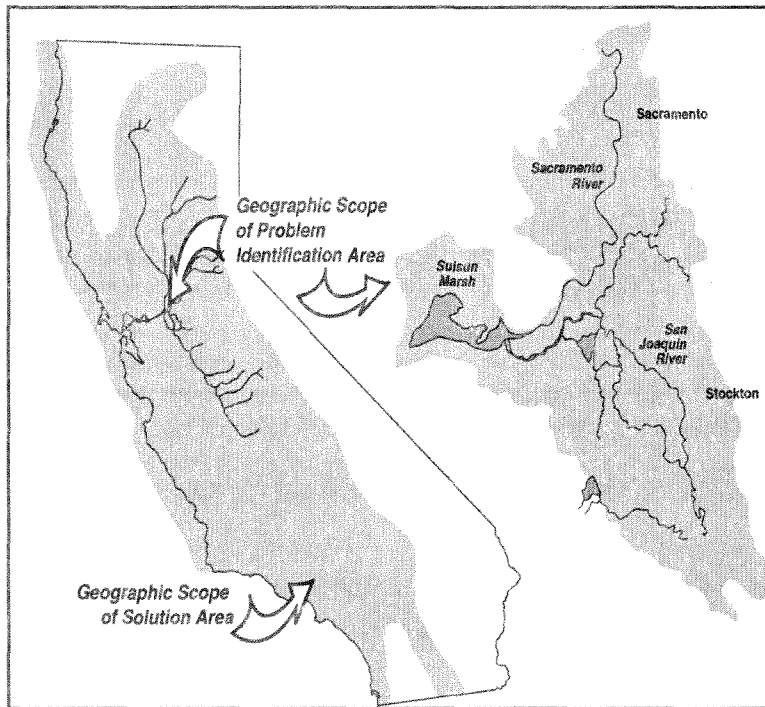 Geographic Scope
of Problem
Identification Area
Sacramento
Sacramento
River
Suisun
Marsh
San
Joaquin
River
Stockton
Geographic Scope
of Solution Area